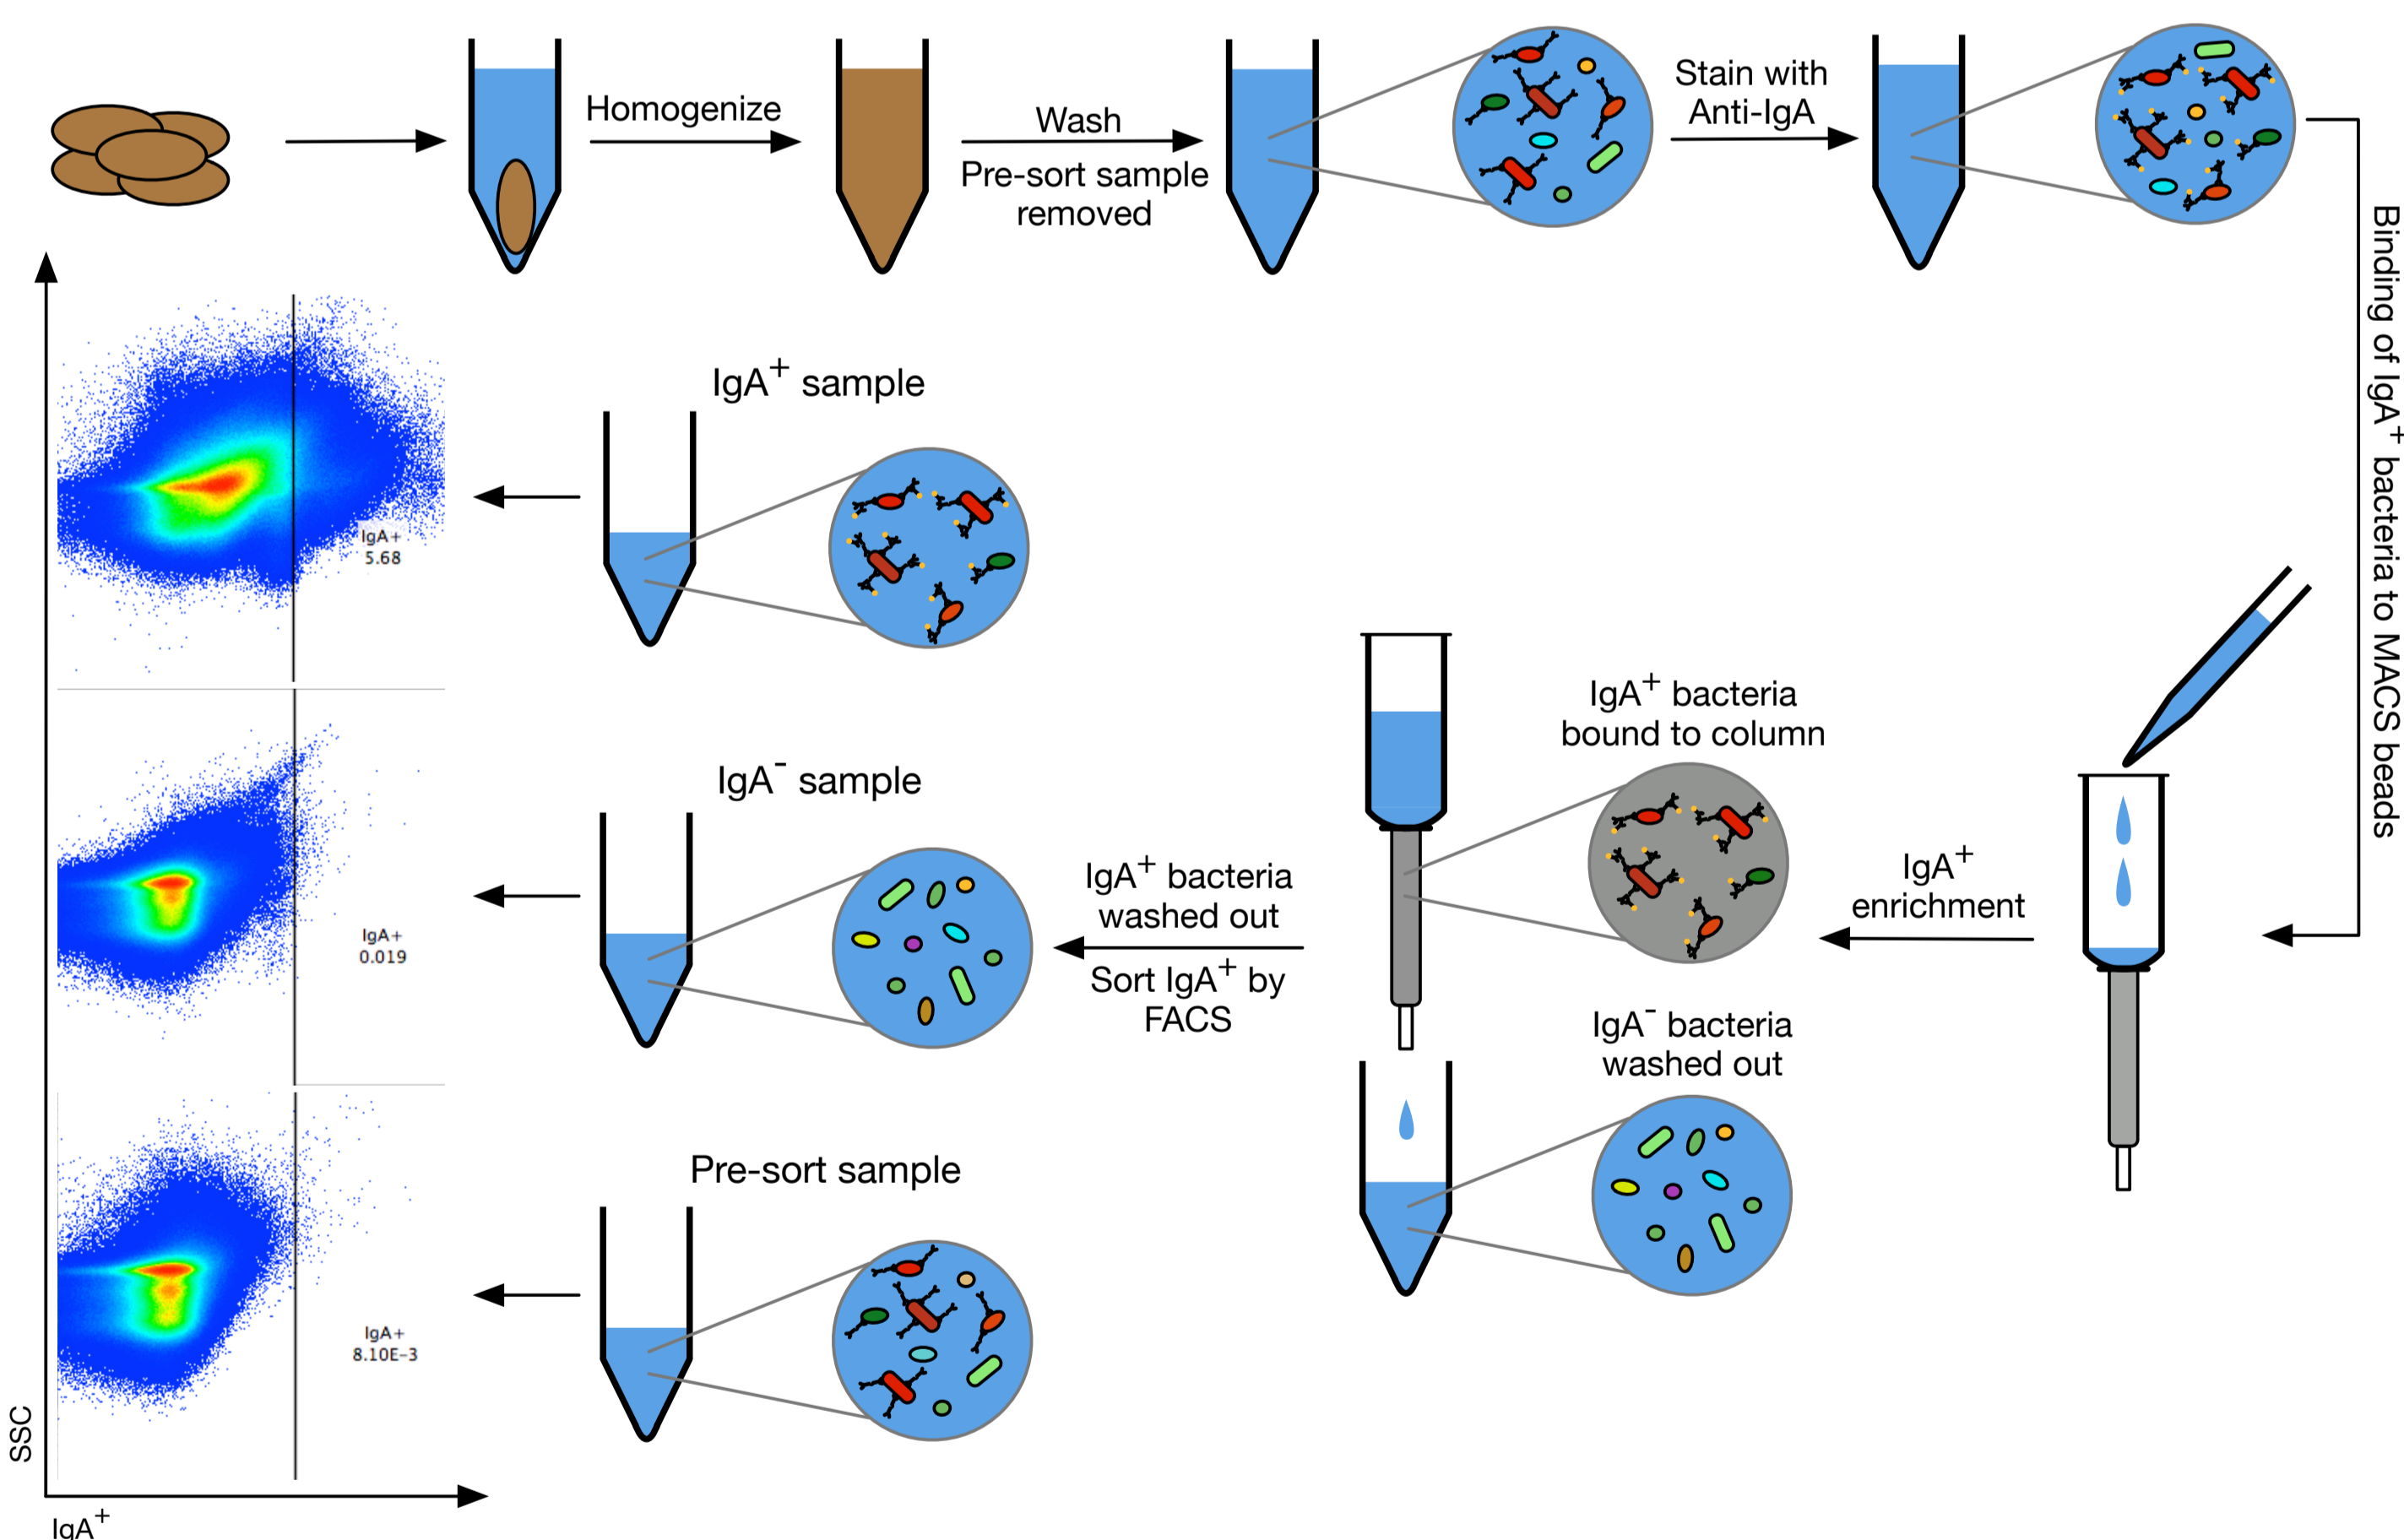 Homogenize
Wash
Pre-sort sample
removed
Stain with
Anti-IgA
Binding of IgA⁺ bacteria to MACS beads
IgA⁺
enrichment
IgA⁺ bacteria
bound to column
IgA⁻ bacteria
washed out
IgA⁺ bacteria
washed out
Sort IgA⁺ by
FACS
IgA⁺ sample
IgA+
5.68
IgA⁻ sample
IgA+
0.019
Pre-sort sample
IgA+
8.10E-3
SSC
IgA⁺